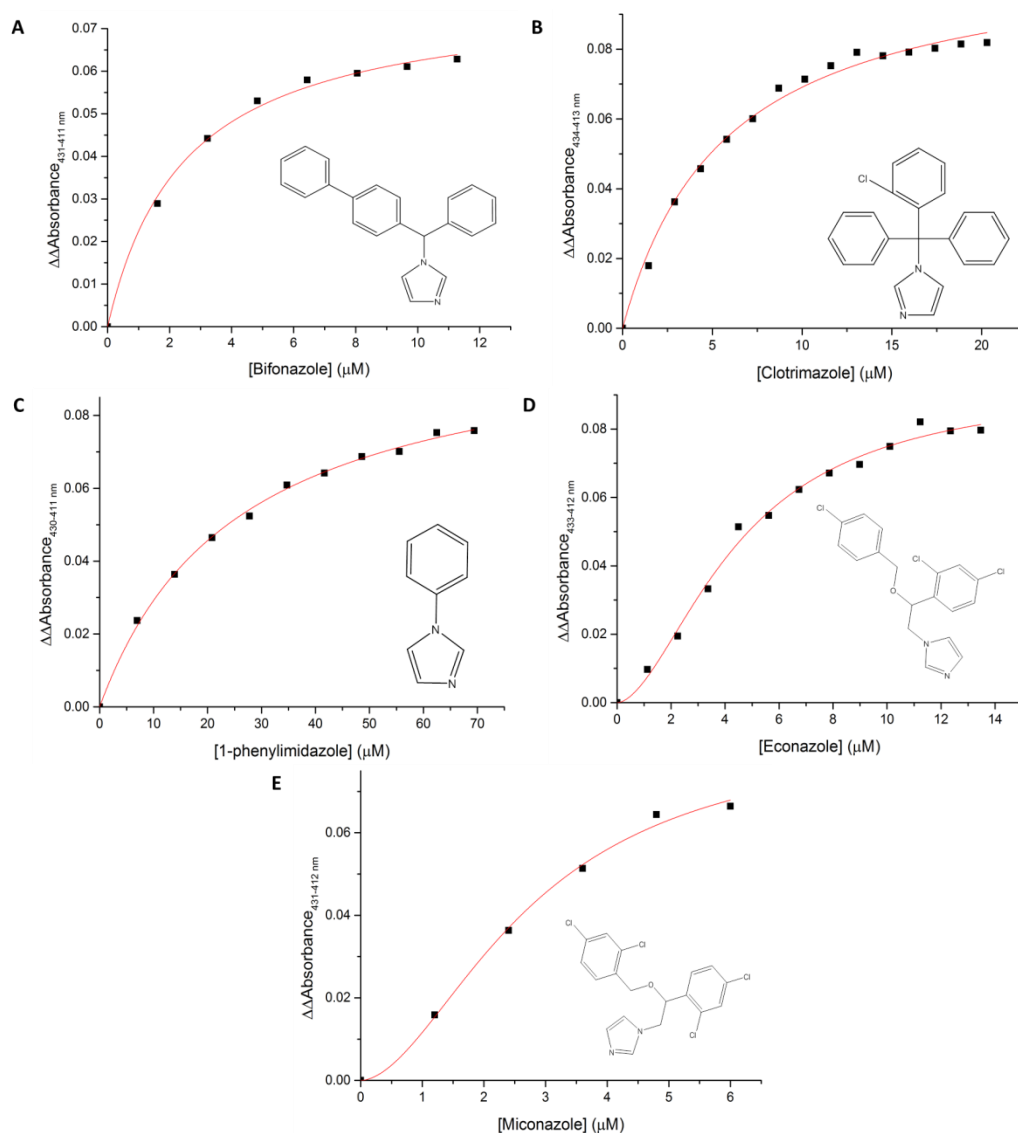 A
ΔΔAbsorbance431-411 nm
0.07
0.06
0.05
0.04
0.03
0.02
0.01
0.00
0 2 4 6 8 10 12
[Bifonazole] (μM)
N
N
B
ΔΔAbsorbance434-413 nm
0.08
0.06
0.04
0.02
0.00
0 5 10 15 20
[Clotrimazole] (μM)
Cl
N
N
C
ΔΔAbsorbance430-411 nm
0.08
0.06
0.04
0.02
0.00
0 10 20 30 40 50 60 70
[1-phenylimidazole] (μM)
N
N
D
ΔΔAbsorbance433-412 nm
0.08
0.06
0.04
0.02
0.00
0 2 4 6 8 10 12 14
[Econazole] (μM)
Cl
Cl
Cl
O
N
N
E
ΔΔAbsorbance431-412 nm
0.06
0.04
0.02
0.00
0 1 2 3 4 5 6
[Miconazole] (μM)
Cl
Cl
Cl
O
Cl
N
N